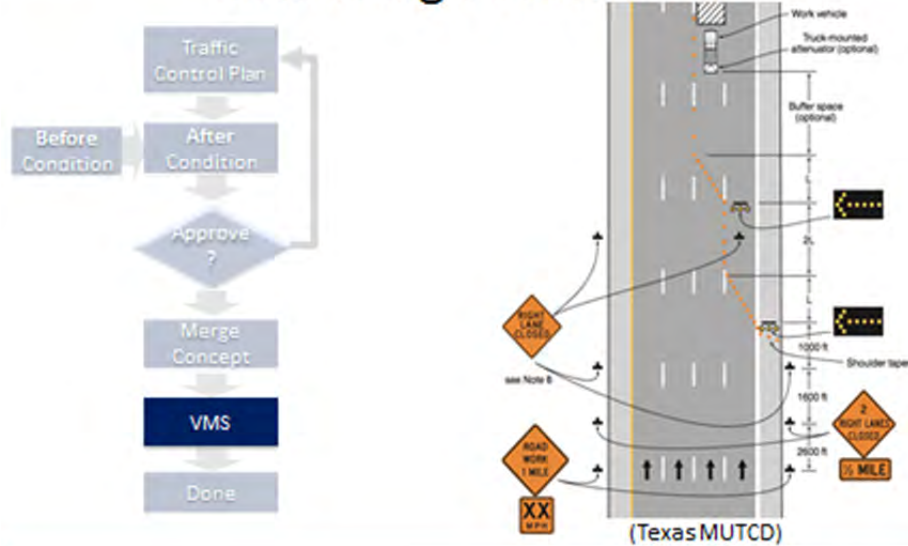 Traffic
Control Plan
Before
Condition
After
Condition
Approve
?
Merge
Concept
VMS
Done
Work vehicle
Truck-mounted
attenuator (optional)
Buffer space
(optional)
L
2L
L
1000 ft
Shoulder taper
RIGHT
LANE
CLOSED
see Note 8
1600 ft
2
RIGHT LANES
CLOSED
½ MILE
2600 ft
ROAD
WORK
1 MILE
XX
MPH
(Texas MUTCD)